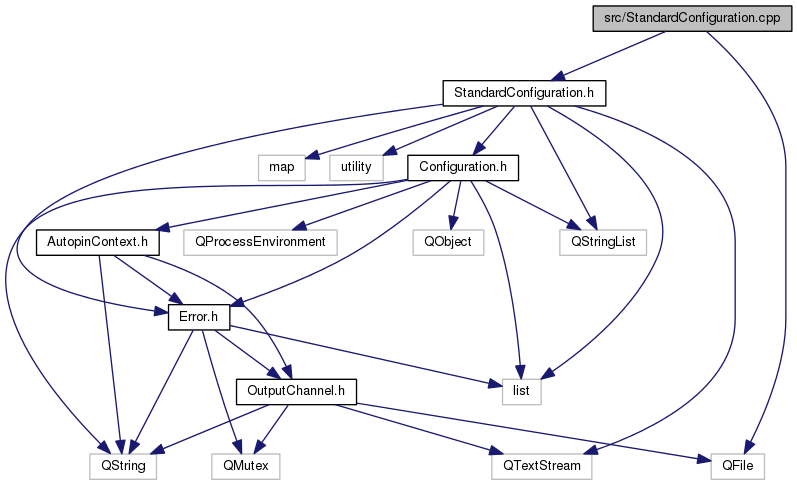 src/StandardConfiguration.cpp
StandardConfiguration.h
map
utility
Configuration.h
AutopinContext.h
QProcessEnvironment
QObject
QStringList
Error.h
OutputChannel.h
list
QString
QMutex
QTextStream
QFile